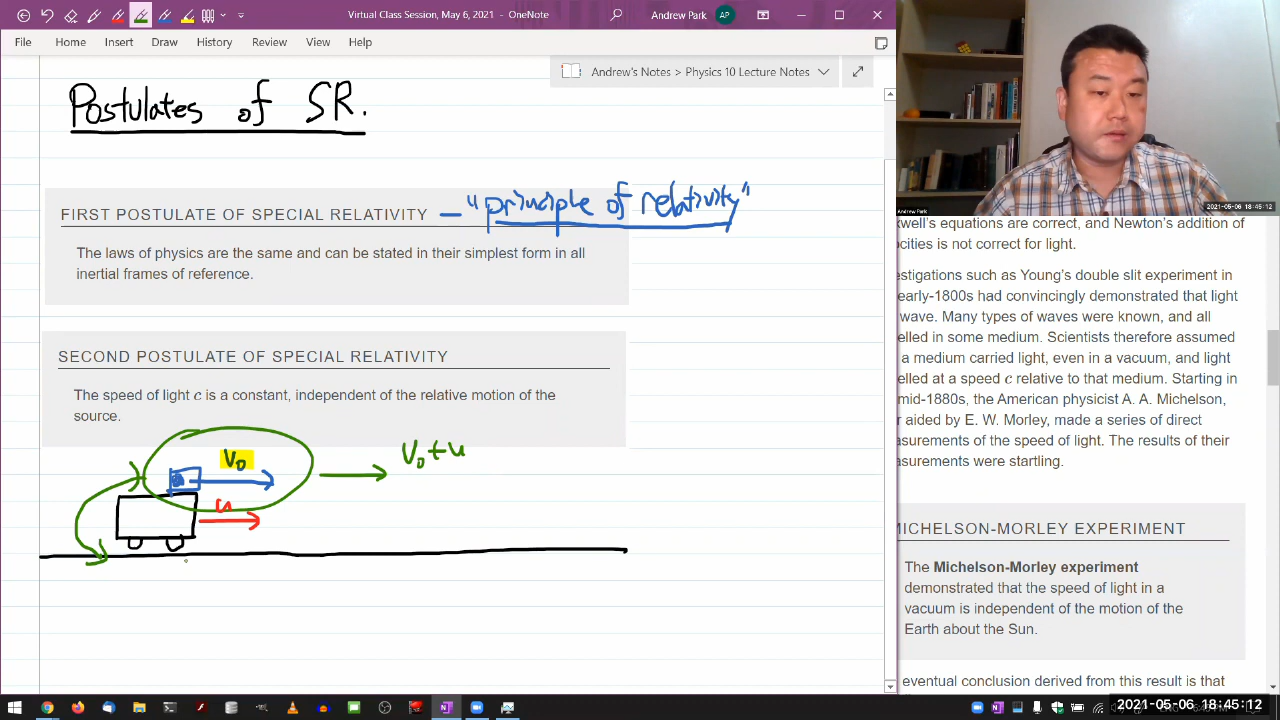 Virtual Class Session, May 6, 2021 - OneNote
Andrew Park
AP
File Home Insert Draw History Review View Help
Andrew's Notes > Physics 10 Lecture Notes
Postulates of SR.
FIRST POSTULATE OF SPECIAL RELATIVITY – "principle of relativity"
The laws of physics are the same and can be stated in their simplest form in all
inertial frames of reference.
SECOND POSTULATE OF SPECIAL RELATIVITY
The speed of light c is a constant, independent of the relative motion of the
source.
V₀
V₀+u
u
Andrew Park
2021-05-06 18:45:12
kwell's equations are correct, and Newton's addition of
ocities is not correct for light.
estigations such as Young's double slit experiment in
early-1800s had convincingly demonstrated that light
wave. Many types of waves were known, and all
elled in some medium. Scientists therefore assumed
a medium carried light, even in a vacuum, and light
elled at a speed c relative to that medium. Starting in
mid-1880s, the American physicist A. A. Michelson,
r aided by E. W. Morley, made a series of direct
asurements of the speed of light. The results of their
asurements were startling.
MICHELSON-MORLEY EXPERIMENT
The Michelson-Morley experiment
demonstrated that the speed of light in a
vacuum is independent of the motion of the
Earth about the Sun.
eventual conclusion derived from this result is that
2021-05-06 18:45:12